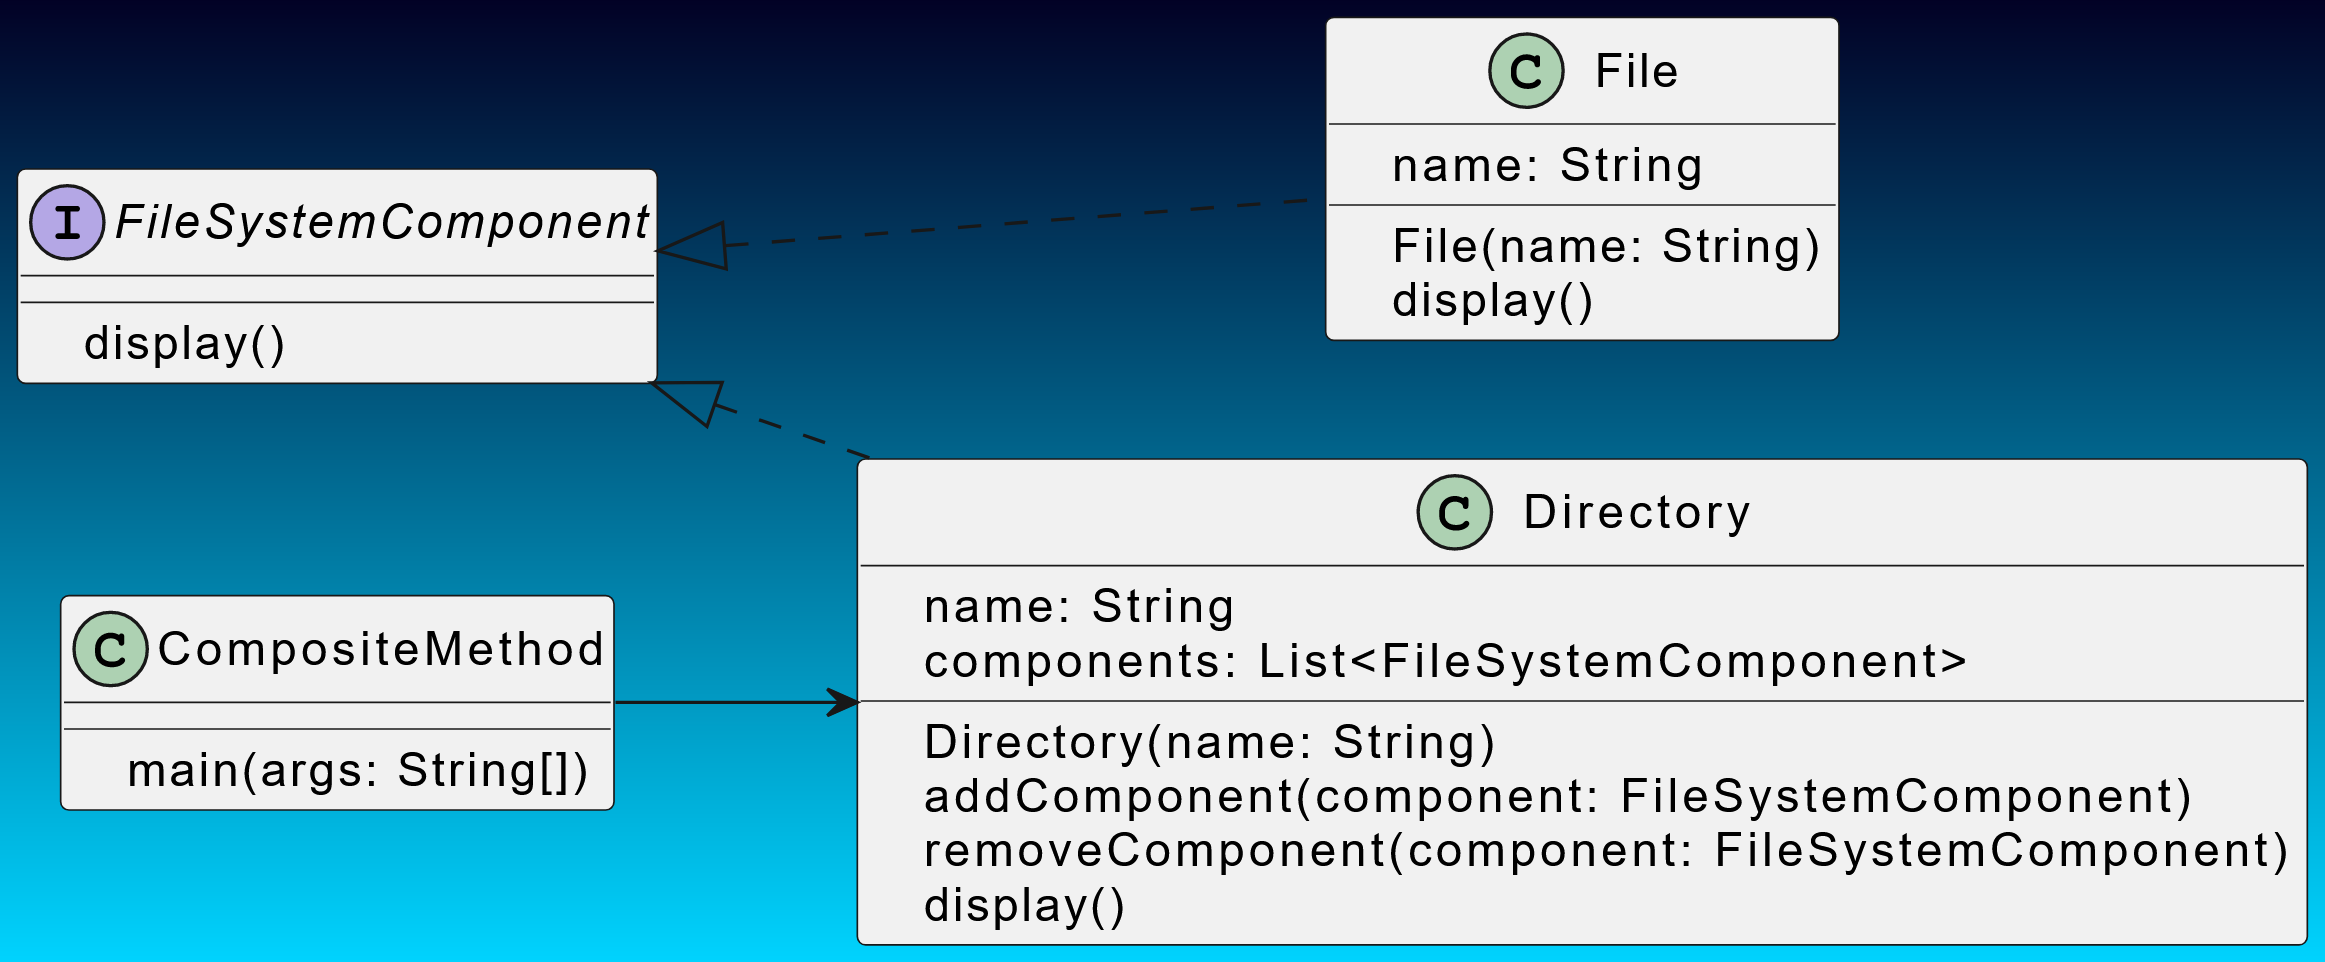 I FileSystemComponent
display()
C File
name: String
File(name: String)
display()
C Directory
name: String
components: List<FileSystemComponent>
Directory(name: String)
addComponent(component: FileSystemComponent)
removeComponent(component: FileSystemComponent)
display()
C CompositeMethod
main(args: String[])